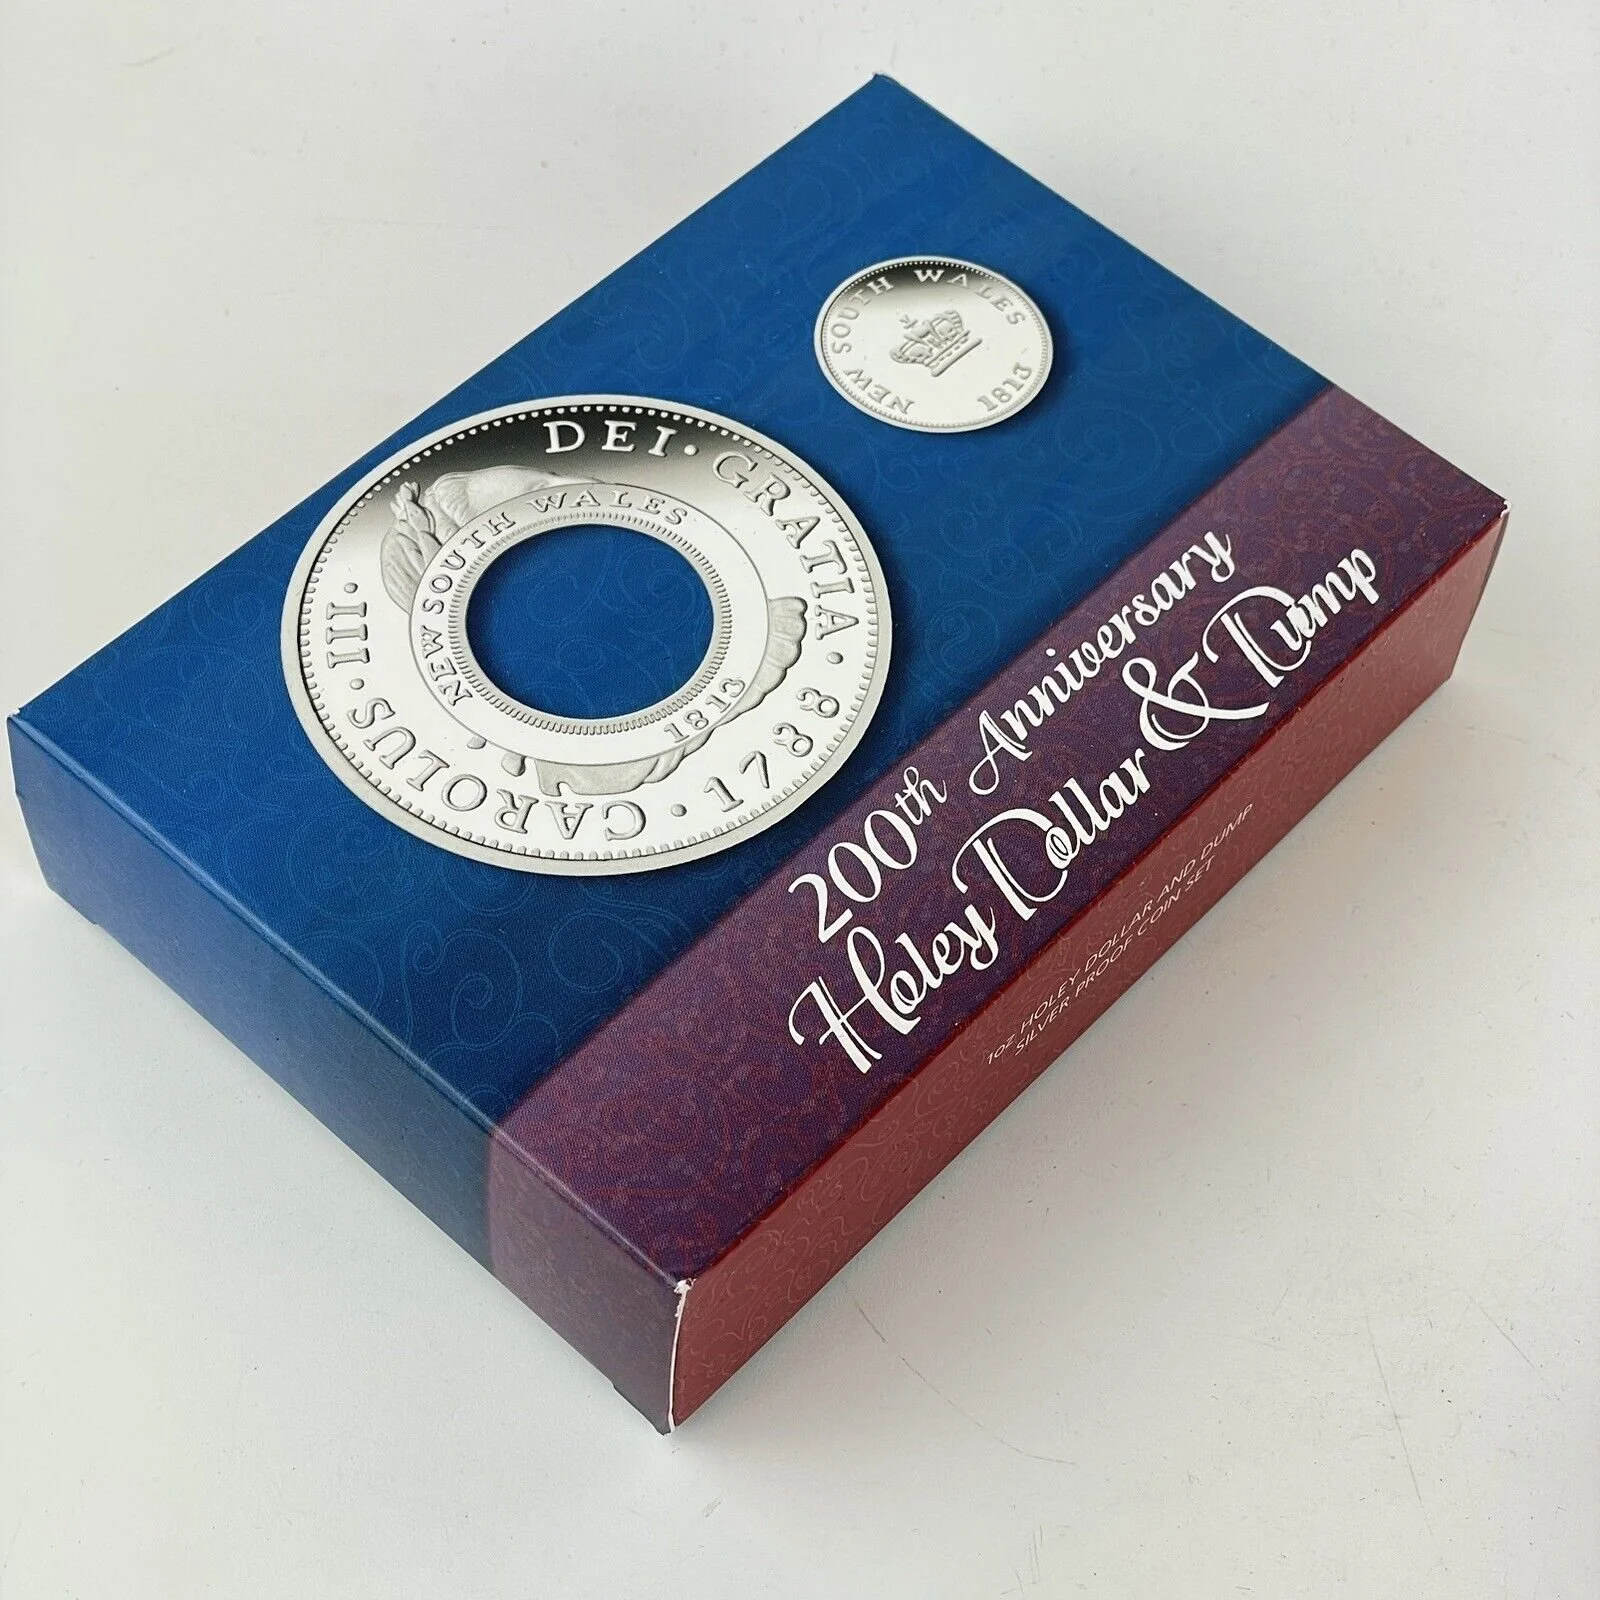 NEW SOUTH WALES
1813
CAROLUS·III· DEI·GRATIA·1788·
NEW SOUTH WALES
1813
200th Anniversary
Holey Dollar & Dump
1OZ HOLEY DOLLAR AND DUMP
SILVER PROOF COIN SET